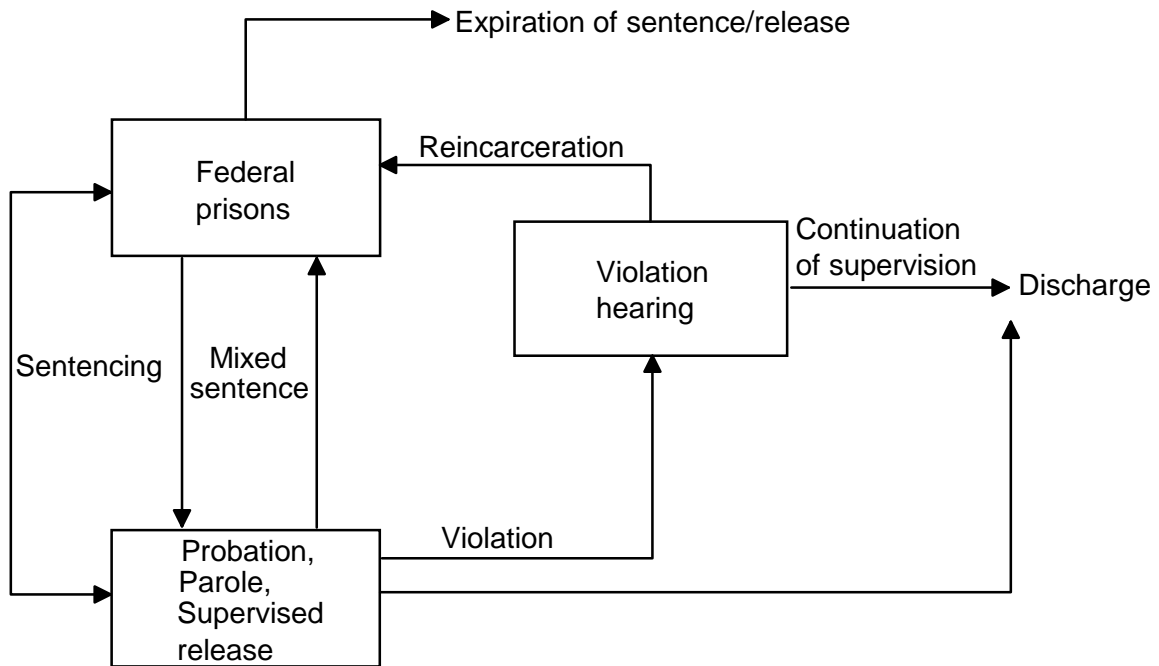 Expiration of sentence/release
Federal
prisons
Reincarceration
Violation
hearing
Continuation
of supervision
Discharge
Sentencing
Mixed
sentence
Probation,
Parole,
Supervised
release
Violation